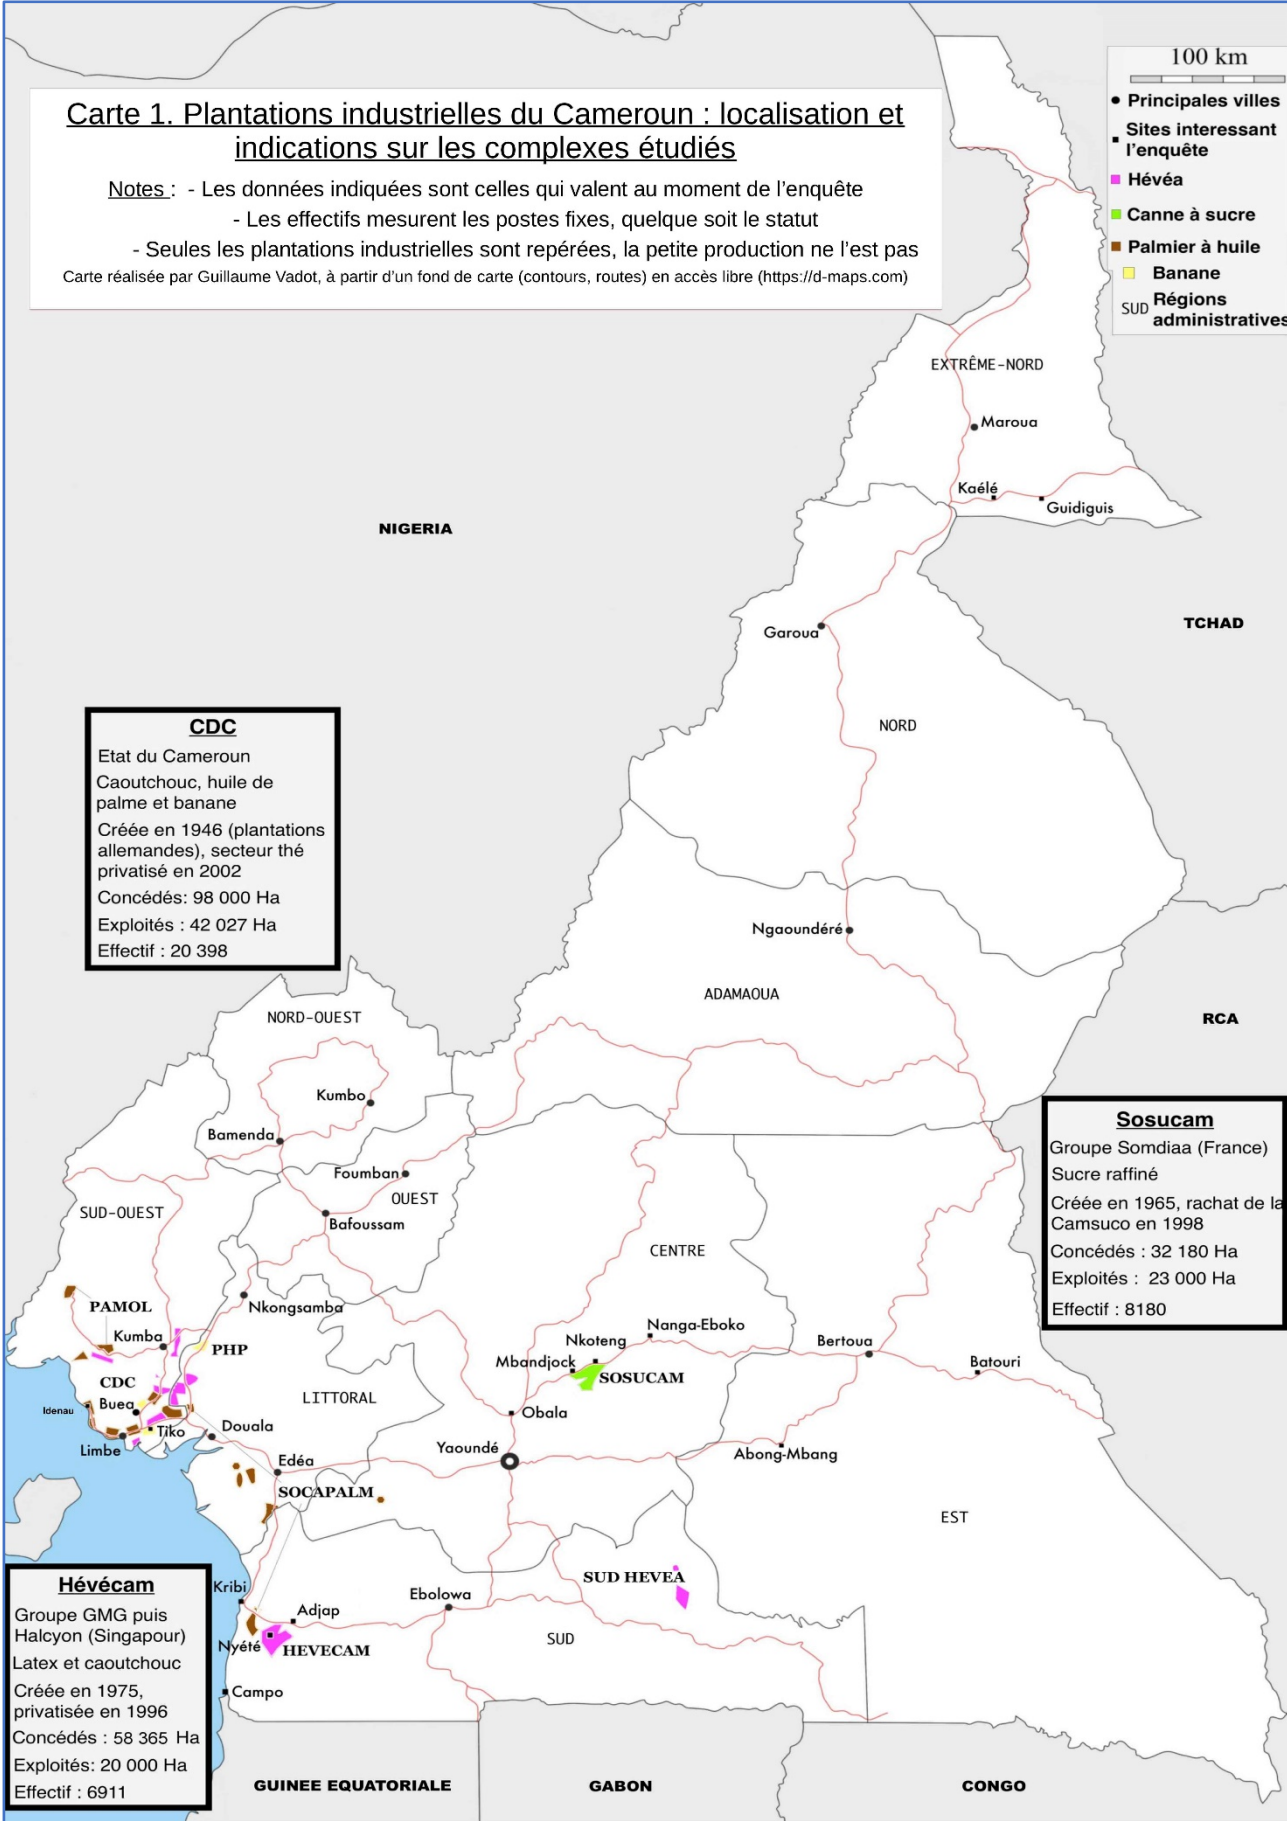 Carte 1. Plantations industrielles du Cameroun : localisation et
indications sur les complexes étudiés
Notes : - Les données indiquées sont celles qui valent au moment de l'enquête
- Les effectifs mesurent les postes fixes, quelque soit le statut
- Seules les plantations industrielles sont repérées, la petite production ne l'est pas
Carte réalisée par Guillaume Vadot, à partir d'un fond de carte (contours, routes) en accès libre (https://d-maps.com)
100 km
Principales villes
Sites interessant
l'enquête
Hévéa
Canne à sucre
Palmier à huile
Banane
SUD Régions
administratives
EXTRÊME-NORD
Maroua
Kaélé
Guidiguis
NIGERIA
TCHAD
Garoua
NORD
CDC
Etat du Cameroun
Caoutchouc, huile de
palme et banane
Créée en 1946 (plantations
allemandes), secteur thé
privatisé en 2002
Concédés: 98 000 Ha
Exploités : 42 027 Ha
Effectif : 20 398
Ngaoundéré
ADAMAOUA
NORD-OUEST
RCA
Kumbo
Bamenda
Foumban
OUEST
SUD-OUEST
Bafoussam
CENTRE
Sosucam
Groupe Somdiaa (France)
Sucre raffiné
Créée en 1965, rachat de la
Camsuco en 1998
Concédés : 32 180 Ha
Exploités : 23 000 Ha
Effectif : 8180
PAMOL
Nkongsamba
Kumba
PHP
Nanga-Eboko
Nkoteng
Bertoua
Mbandjock
SOSUCAM
Batouri
CDC
LITTORAL
Buea
Idenau
Obala
Tiko
Douala
Limbe
Yaoundé
Abong-Mbang
Edéa
SOCAPALM
EST
SUD HEVEA
Hévécam
Groupe GMG puis
Halcyon (Singapour)
Latex et caoutchouc
Créée en 1975,
privatisée en 1996
Concédés : 58 365 Ha
Exploités: 20 000 Ha
Effectif : 6911
Kribi
Adjap
Ebolowa
Nyété
HEVECAM
SUD
Campo
GUINEE EQUATORIALE
GABON
CONGO